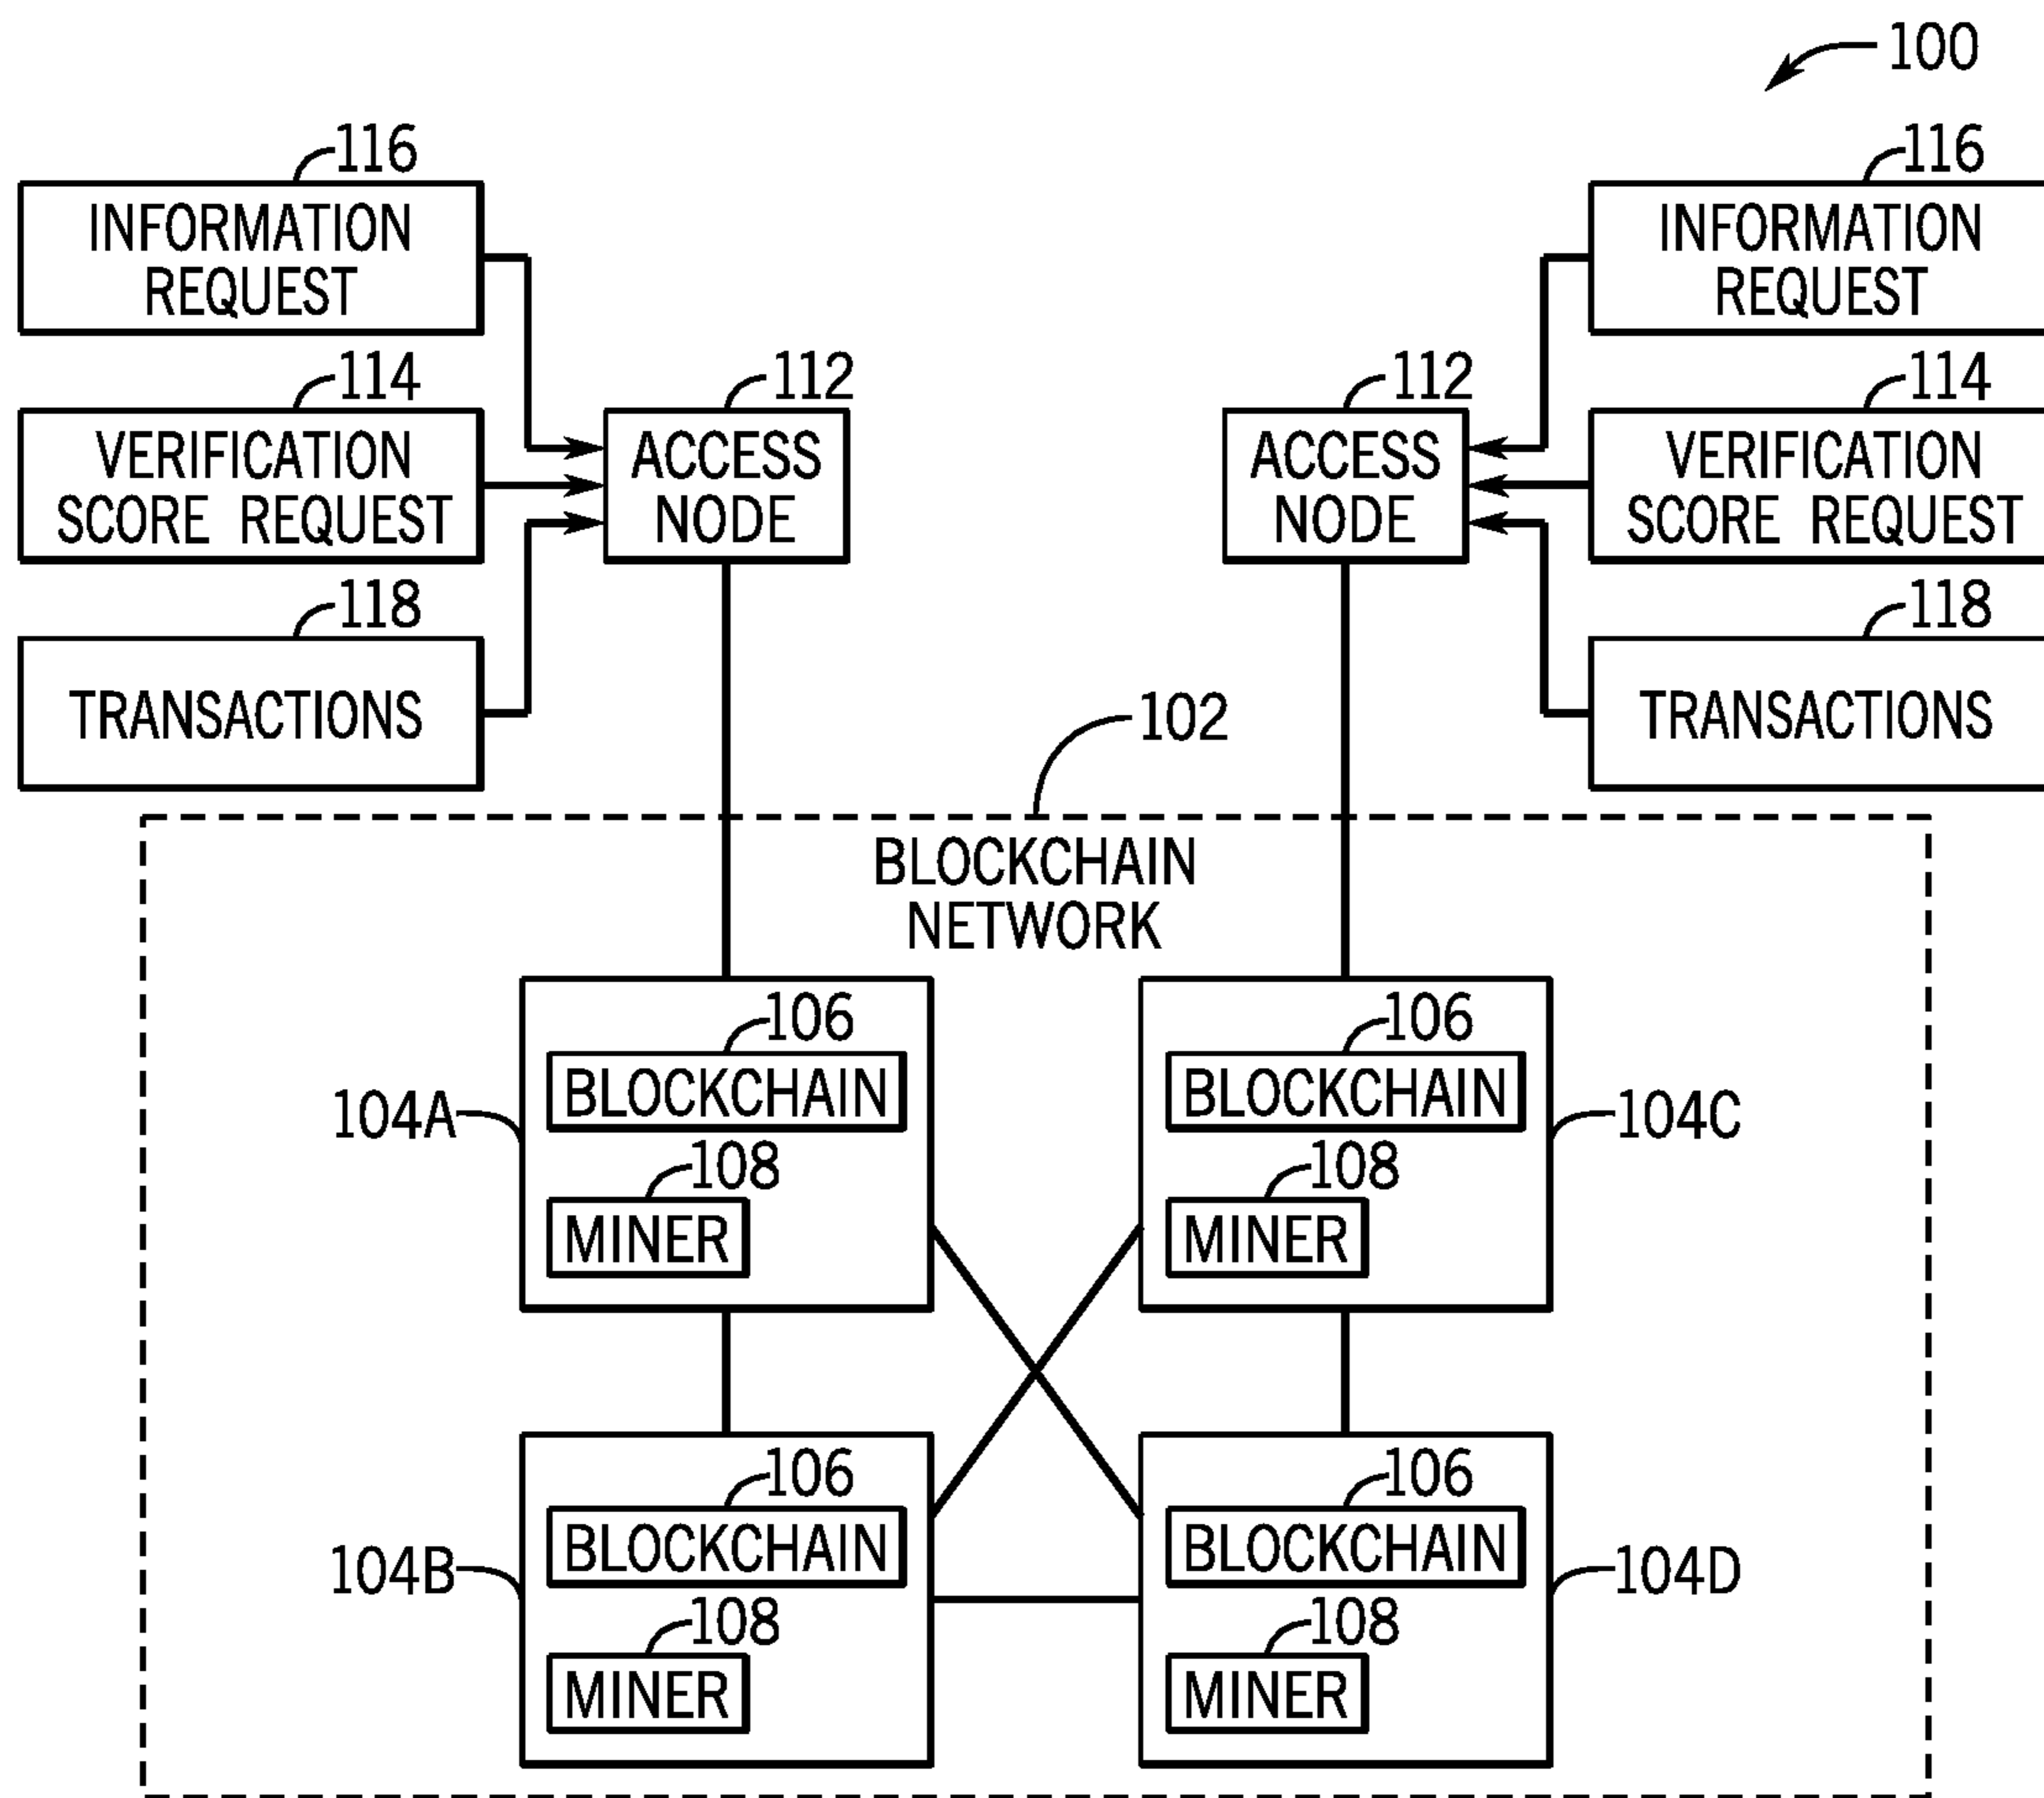 100
116
INFORMATION
REQUEST
114
VERIFICATION
SCORE REQUEST
118
TRANSACTIONS
112
ACCESS
NODE
112
ACCESS
NODE
116
INFORMATION
REQUEST
114
VERIFICATION
SCORE REQUEST
118
TRANSACTIONS
102
BLOCKCHAIN
NETWORK
104A
106
BLOCKCHAIN
108
MINER
104C
106
BLOCKCHAIN
108
MINER
104B
106
BLOCKCHAIN
108
MINER
104D
106
BLOCKCHAIN
108
MINER